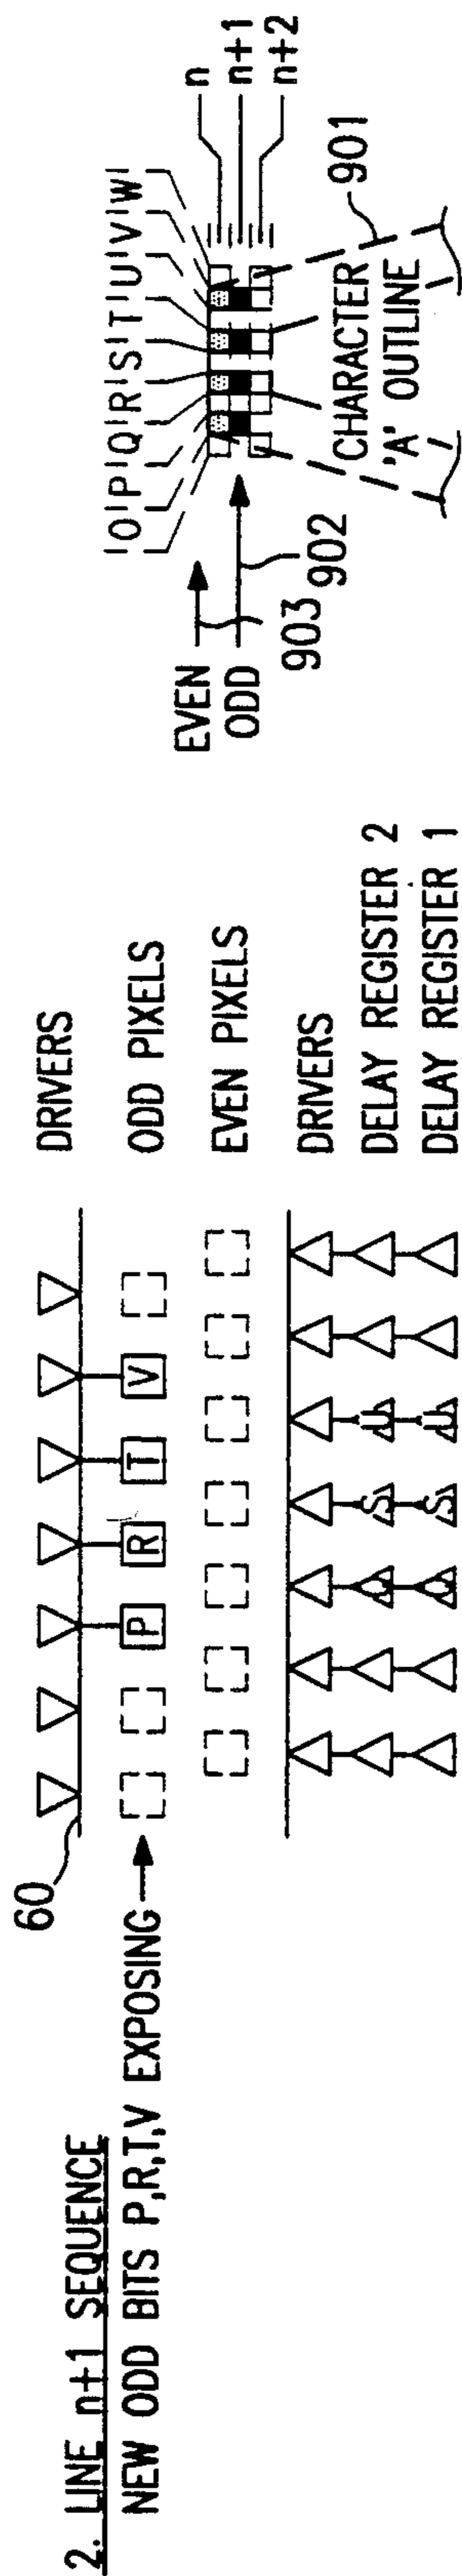 2. LINE n+1 SEQUENCE
NEW ODD BITS P,R,T,V EXPOSING
60
DRIVERS
P R T V
ODD PIXELS
EVEN PIXELS
DRIVERS
Q S U
DELAY REGISTER 2
Q S U
DELAY REGISTER 1
O P Q R S T U V W
EVEN
ODD
903
902
n
n+1
n+2
901
CHARACTER
'A' OUTLINE